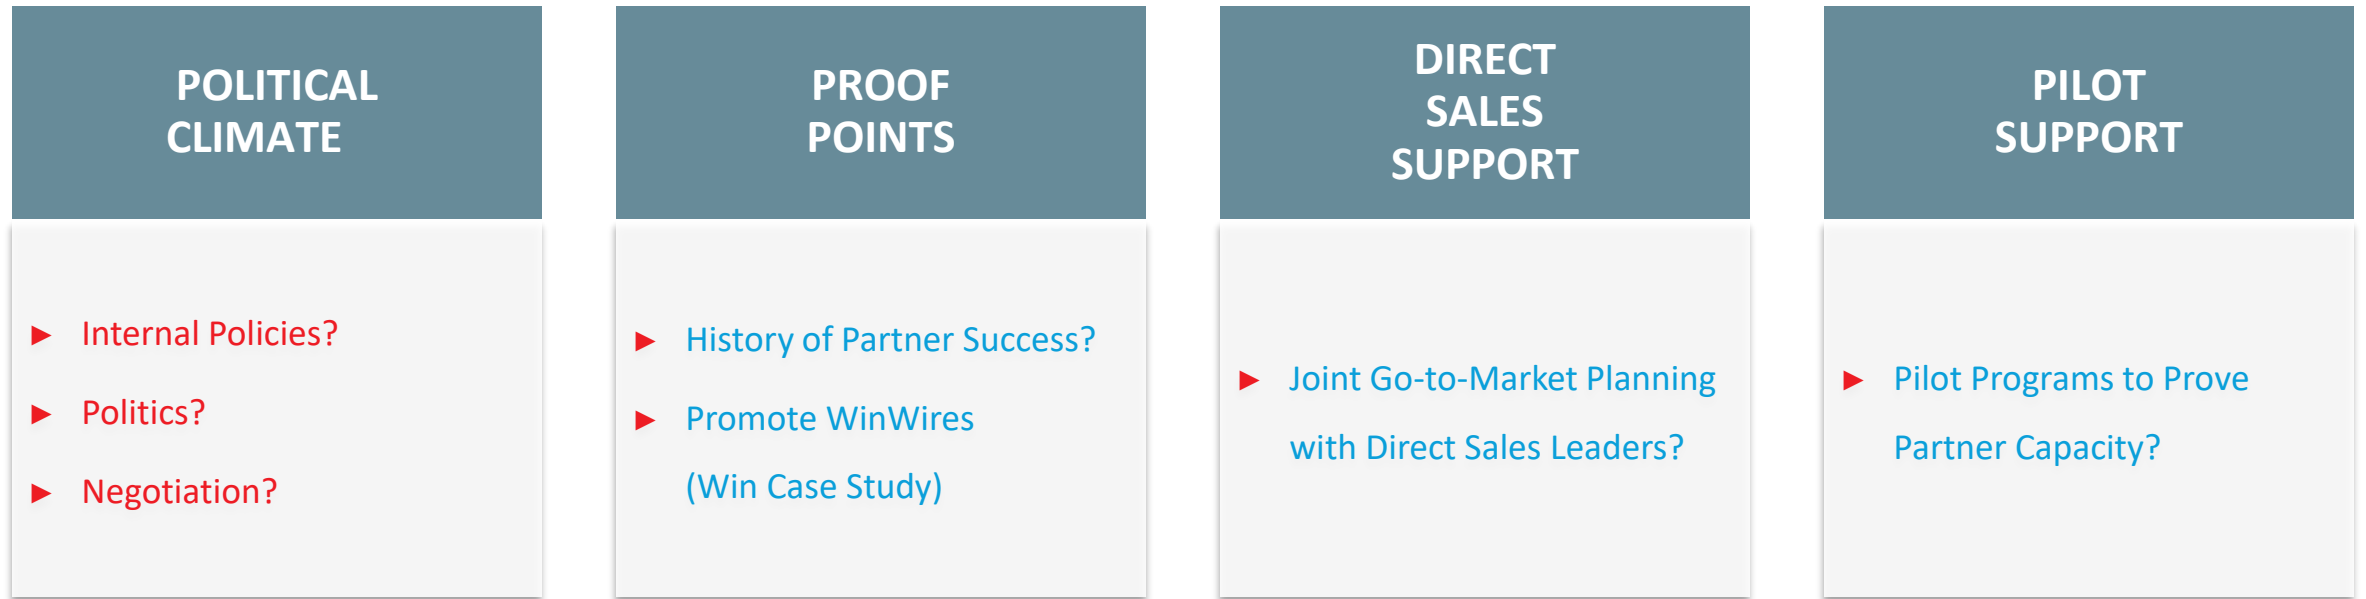 POLITICAL
CLIMATE
► Internal Policies?
► Politics?
► Negotiation?
PROOF
POINTS
► History of Partner Success?
► Promote WinWires
(Win Case Study)
DIRECT
SALES
SUPPORT
► Joint Go-to-Market Planning
with Direct Sales Leaders?
PILOT
SUPPORT
► Pilot Programs to Prove
Partner Capacity?